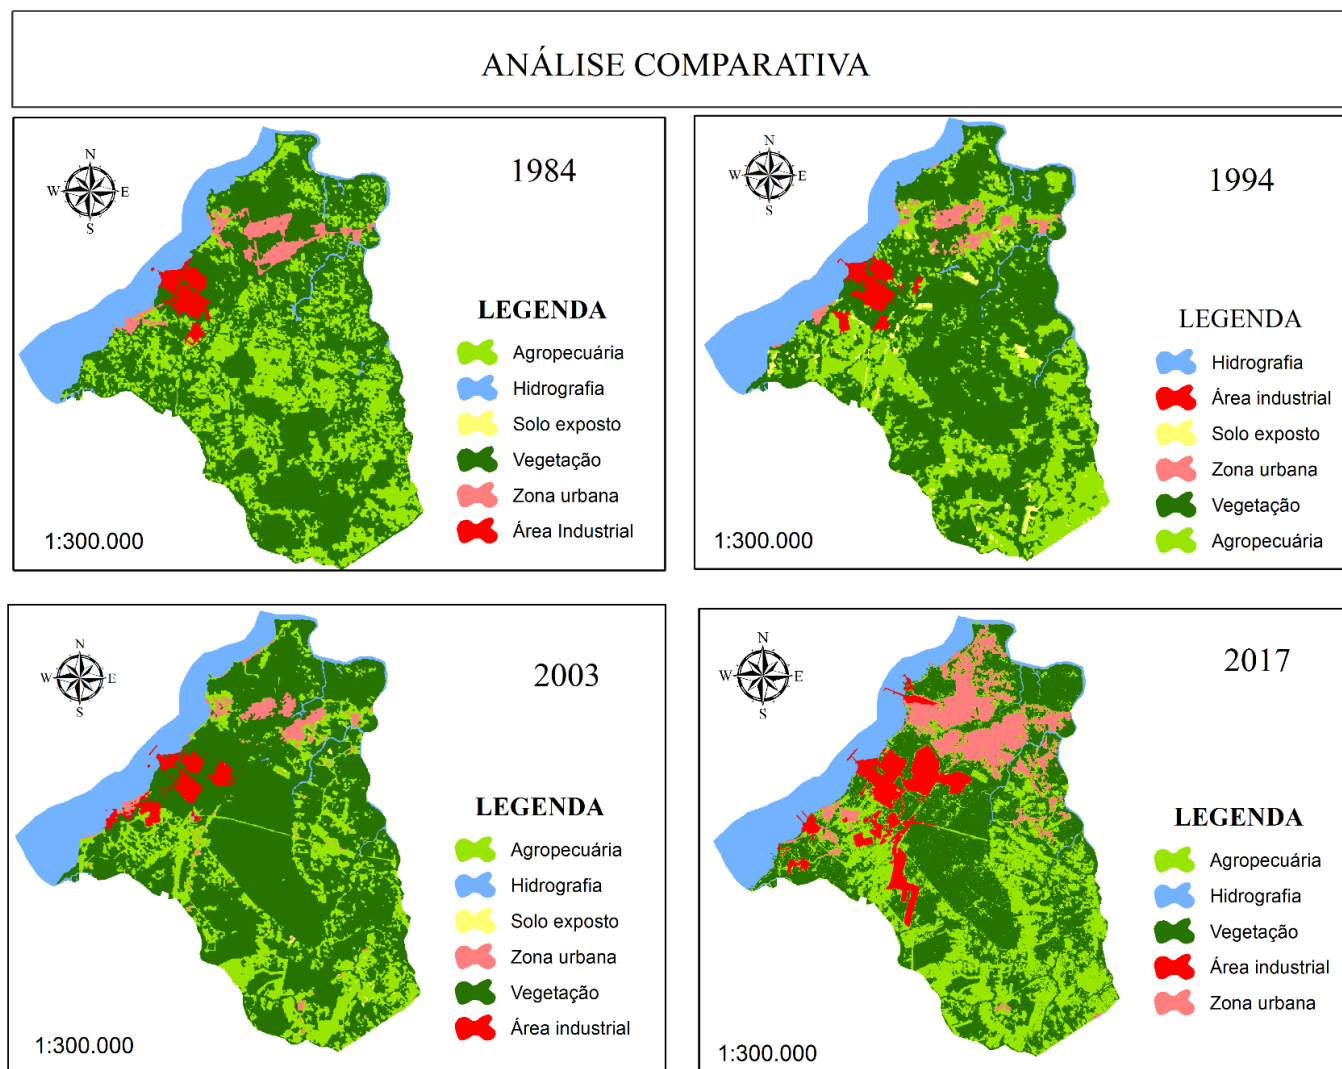 ANÁLISE COMPARATIVA
N
W
E
S
1984
LEGENDA
Agropecuária
Hidrografia
Solo exposto
Vegetação
Zona urbana
Área Industrial
1:300.000
N
W
E
S
1994
LEGENDA
Hidrografia
Área industrial
Solo exposto
Zona urbana
Vegetação
Agropecuária
1:300.000
N
W
E
S
2003
LEGENDA
Agropecuária
Hidrografia
Solo exposto
Zona urbana
Vegetação
Área industrial
1:300.000
N
W
E
S
2017
LEGENDA
Agropecuária
Hidrografia
Vegetação
Área industrial
Zona urbana
1:300.000